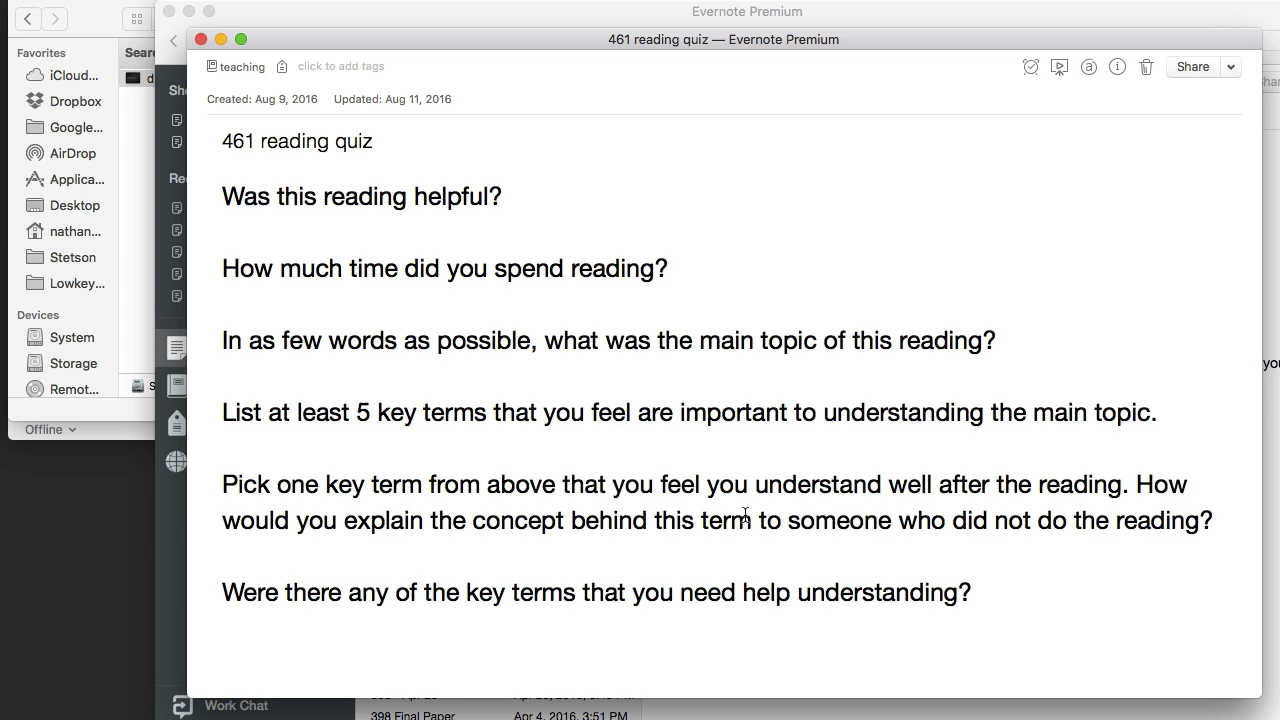 Evernote Premium
461 reading quiz — Evernote Premium
Favorites
iCloud...
Dropbox
Google...
AirDrop
Applica...
Desktop
nathan...
Stetson
Lowkey...
Devices
System
Storage
Remot...
Offline
teaching
click to add tags
Share
Created: Aug 9, 2016 Updated: Aug 11, 2016
461 reading quiz
Was this reading helpful?
How much time did you spend reading?
In as few words as possible, what was the main topic of this reading?
List at least 5 key terms that you feel are important to understanding the main topic.
Pick one key term from above that you feel you understand well after the reading. How
would you explain the concept behind this term to someone who did not do the reading?
Were there any of the key terms that you need help understanding?
Work Chat
398 Final Paper Apr 4, 2016, 3:51 PM